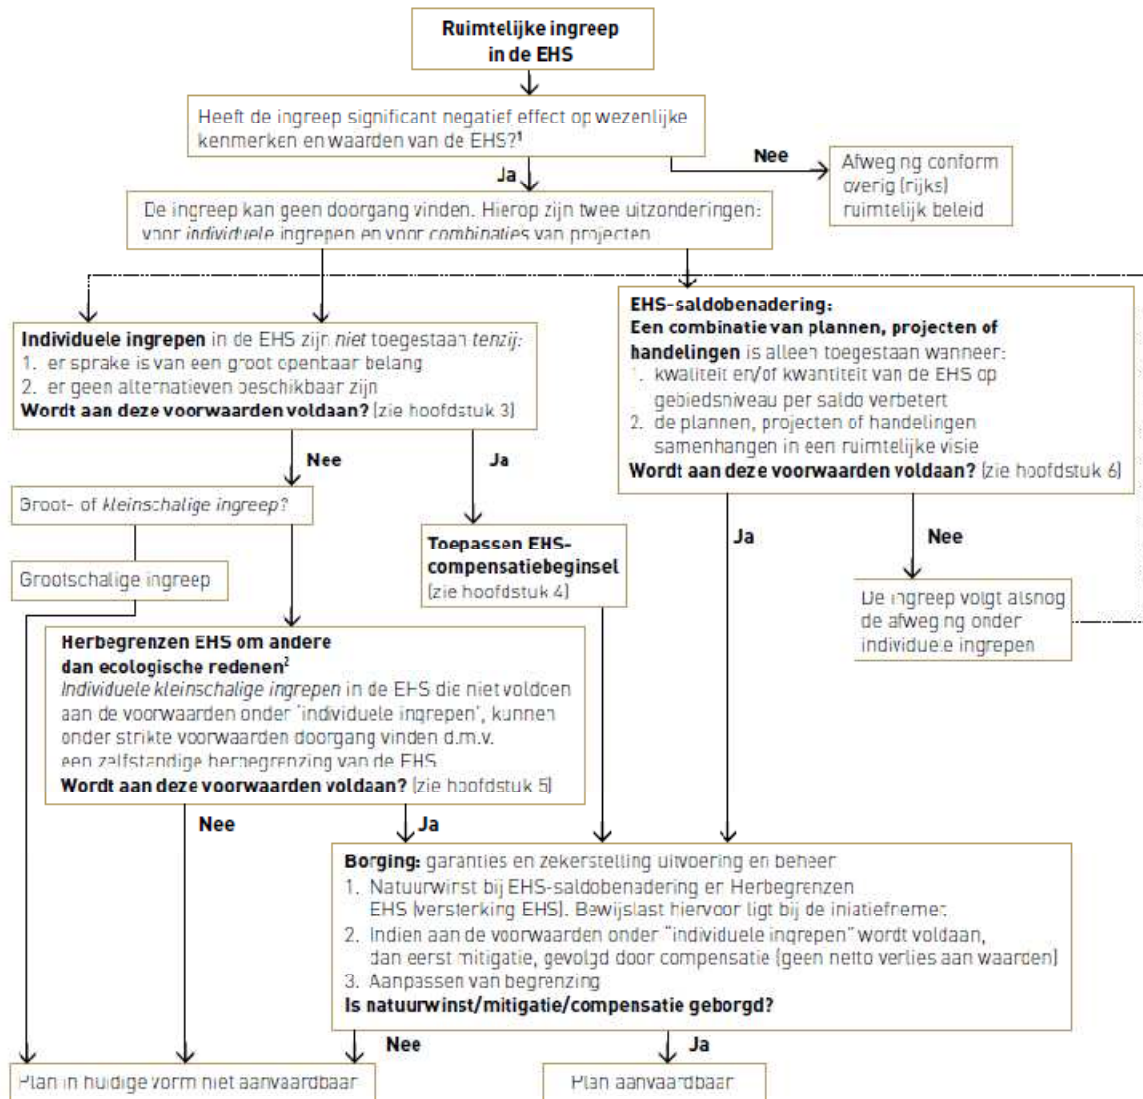 Ruimtelijke ingreep
in de EHS
Heeft de ingreep significant negatief effect op wezenlijke
kenmerken en waarden van de EHS?¹
Nee
Afweging conform
overig (rijks)
ruimtelijk beleid
Ja
De ingreep kan geen doorgang vinden. Hierop zijn twee uitzonderingen:
voor individuele ingrepen en voor combinaties van projecten
Individuele ingrepen in de EHS zijn niet toegestaan tenzij:
1. er sprake is van een groot openbaar belang
2. er geen alternatieven beschikbaar zijn
Wordt aan deze voorwaarden voldaan? (zie hoofdstuk 3)
EHS-saldobenadering:
Een combinatie van plannen, projecten of
handelingen is alleen toegestaan wanneer:
1. kwaliteit en/of kwantiteit van de EHS op
gebiedsniveau per saldo verbetert
2. de plannen, projecten of handelingen
samenhangen in een ruimtelijke visie
Wordt aan deze voorwaarden voldaan? (zie hoofdstuk 6)
Nee
Ja
Groot- of kleinschalige ingreep?
Grootschalige ingreep
Toepassen EHS-
compensatiebeginsel
(zie hoofdstuk 4)
Ja
Nee
De ingreep volgt alsnog
de afweging onder
individuele ingrepen
Herbegrenzen EHS om andere
dan ecologische redenen²
Individuele kleinschalige ingrepen in de EHS die niet voldoen
aan de voorwaarden onder 'individuele ingrepen', kunnen
onder strikte voorwaarden doorgang vinden d.m.v.
een zelfstandige herbegrenzing van de EHS
Wordt aan deze voorwaarden voldaan? (zie hoofdstuk 5)
Nee
Ja
Borging: garanties en zekerstelling uitvoering en beheer
1. Natuurwinst bij EHS-saldobenadering en Herbegrenzen
EHS (versterking EHS). Bewijslast hiervoor ligt bij de iniatiefnemer.
2. Indien aan de voorwaarden onder "individuele ingrepen" wordt voldaan,
dan eerst mitigatie, gevolgd door compensatie (geen netto verlies aan waarden)
3. Aanpassen van begrenzing
Is natuurwinst/mitigatie/compensatie geborgd?
Nee
Ja
Plan in huidige vorm niet aanvaardbaar
Plan aanvaardbaar